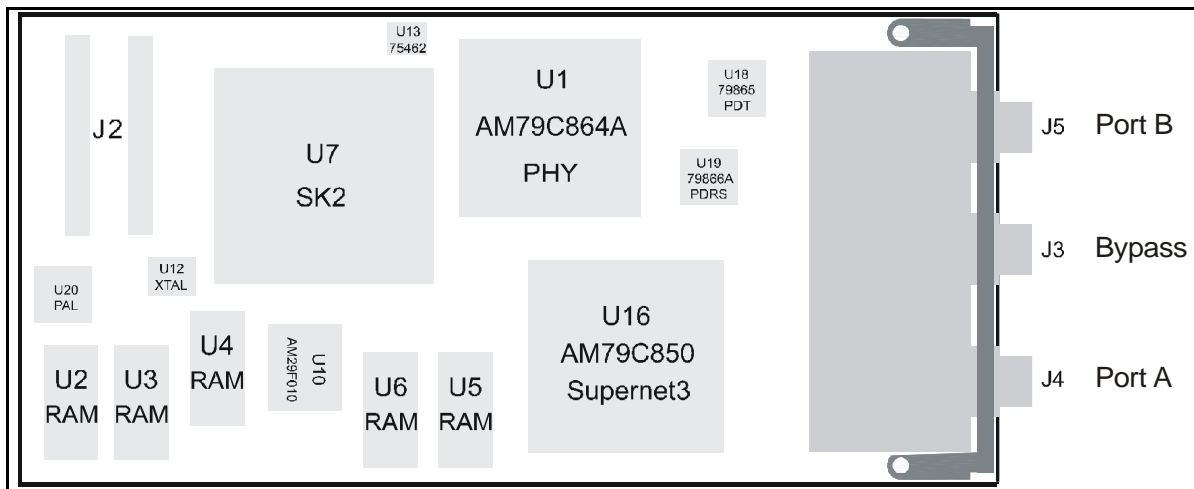 U13
75462
U1
AM79C864A
PHY
U18
79865
PDT
J2
J5 Port B
U7
SK2
U19
79866A
PDRS
J3 Bypass
U20
PAL
U12
XTAL
U16
AM79C850
Supernet3
U4
RAM
U10
AM29F010
U2
RAM
U3
RAM
U6
RAM
U5
RAM
J4 Port A